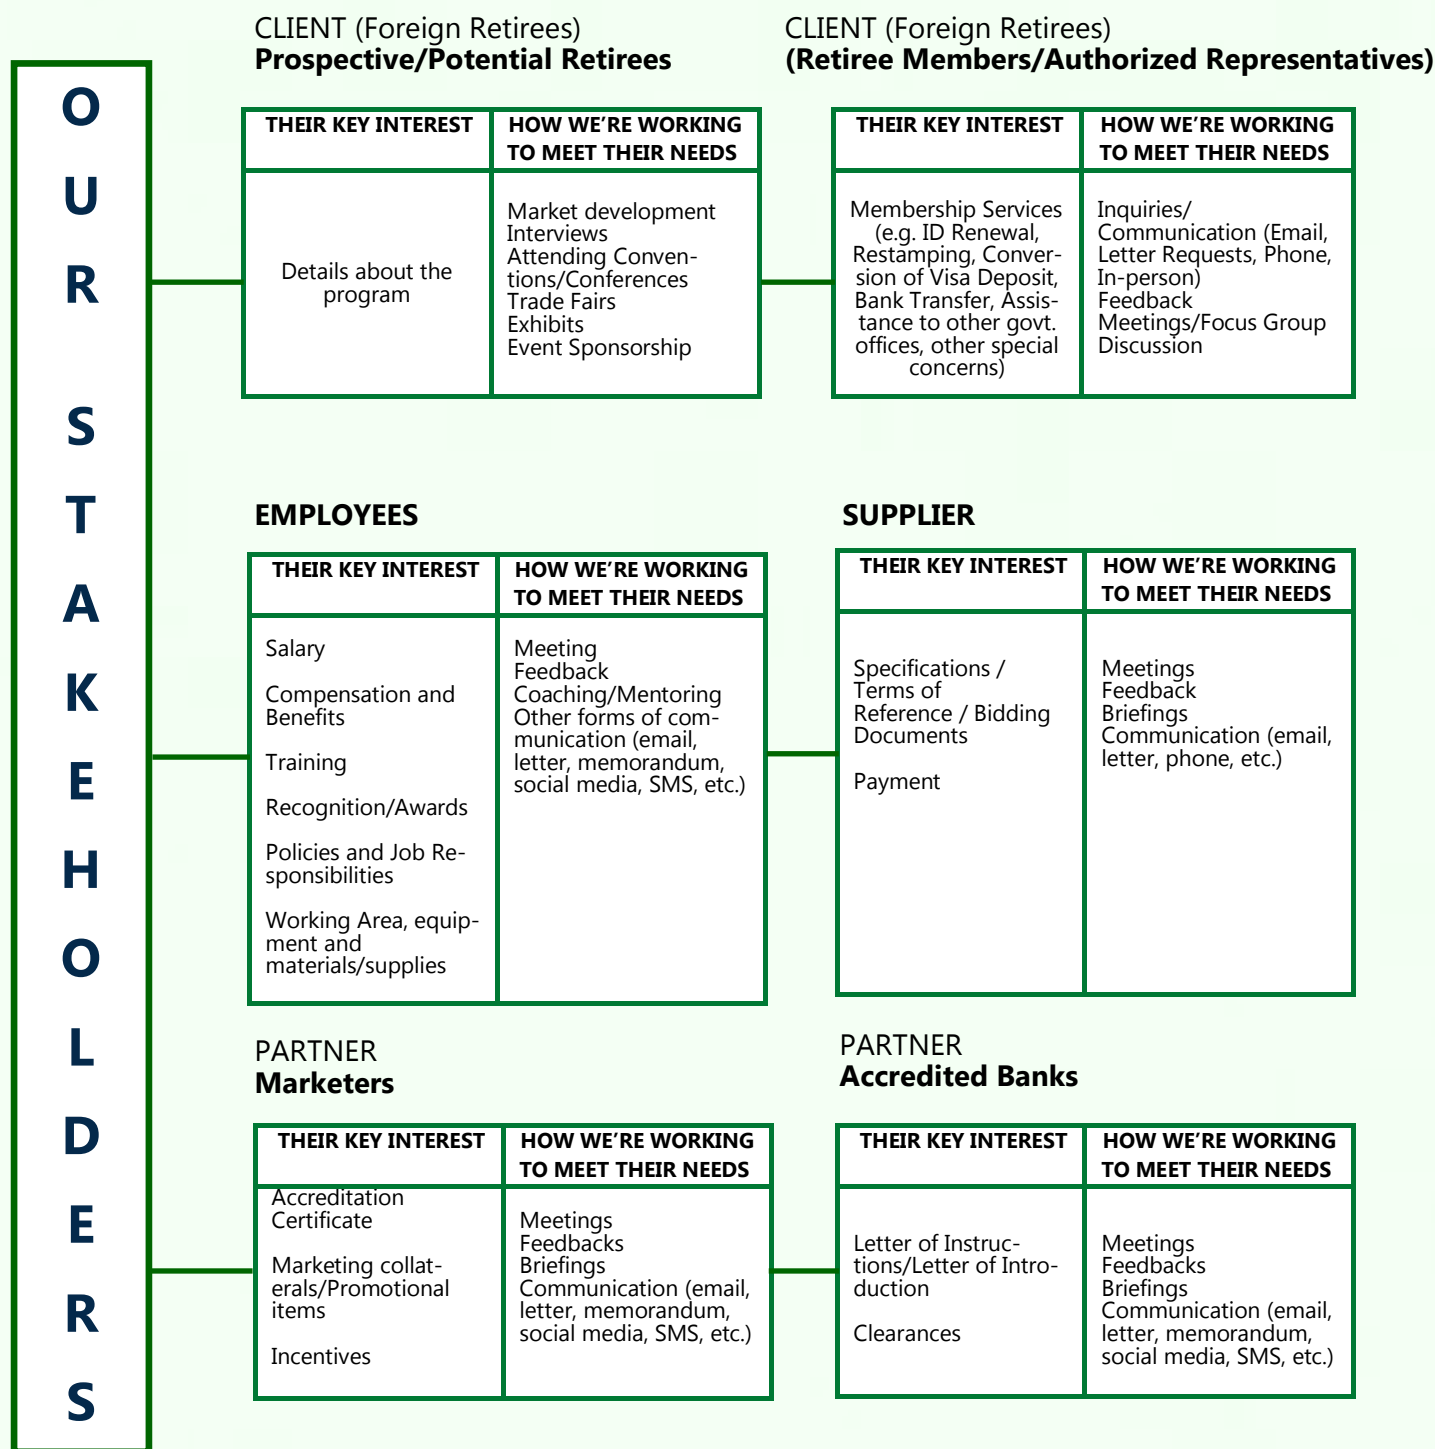 OUR STAKEHOLDERS
CLIENT (Foreign Retirees)
Prospective/Potential Retirees
THEIR KEY INTEREST
HOW WE’RE WORKING
TO MEET THEIR NEEDS
Details about the
program
Market development
Interviews
Attending Conven-
tions/Conferences
Trade Fairs
Exhibits
Event Sponsorship
CLIENT (Foreign Retirees)
(Retiree Members/Authorized Representatives)
THEIR KEY INTEREST
HOW WE’RE WORKING
TO MEET THEIR NEEDS
Membership Services
(e.g. ID Renewal,
Restamping, Conver-
sion of Visa Deposit,
Bank Transfer, Assis-
tance to other govt.
offices, other special
concerns)
Inquiries/
Communication (Email,
Letter Requests, Phone,
In-person)
Feedback
Meetings/Focus Group
Discussion
EMPLOYEES
THEIR KEY INTEREST
HOW WE’RE WORKING
TO MEET THEIR NEEDS
Salary
Compensation and
Benefits
Training
Recognition/Awards
Policies and Job Re-
sponsibilities
Working Area, equip-
ment and
materials/supplies
Meeting
Feedback
Coaching/Mentoring
Other forms of com-
munication (email,
letter, memorandum,
social media, SMS, etc.)
SUPPLIER
THEIR KEY INTEREST
HOW WE’RE WORKING
TO MEET THEIR NEEDS
Specifications /
Terms of
Reference / Bidding
Documents
Payment
Meetings
Feedback
Briefings
Communication (email,
letter, phone, etc.)
PARTNER
Marketers
THEIR KEY INTEREST
HOW WE’RE WORKING
TO MEET THEIR NEEDS
Accreditation
Certificate
Marketing collat-
erals/Promotional
items
Incentives
Meetings
Feedbacks
Briefings
Communication (email,
letter, memorandum,
social media, SMS, etc.)
PARTNER
Accredited Banks
THEIR KEY INTEREST
HOW WE’RE WORKING
TO MEET THEIR NEEDS
Letter of Instruc-
tions/Letter of Intro-
duction
Clearances
Meetings
Feedbacks
Briefings
Communication (email,
letter, memorandum,
social media, SMS, etc.)